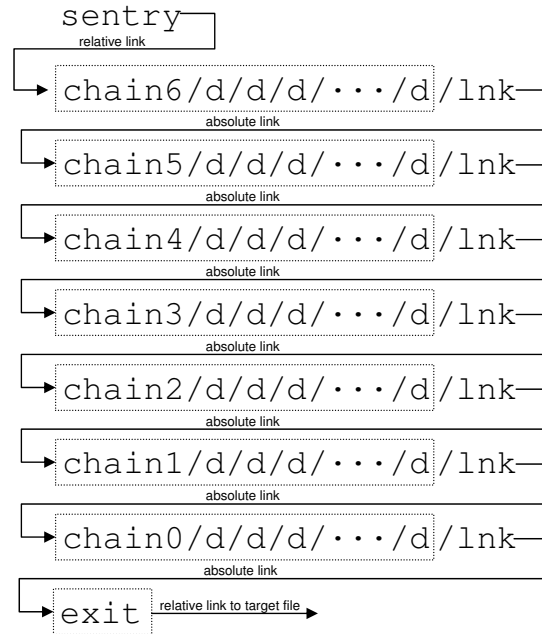 sentry
relative link
chain6/d/d/d/···/d/lnk
absolute link
chain5/d/d/d/···/d/lnk
absolute link
chain4/d/d/d/···/d/lnk
absolute link
chain3/d/d/d/···/d/lnk
absolute link
chain2/d/d/d/···/d/lnk
absolute link
chain1/d/d/d/···/d/lnk
absolute link
chain0/d/d/d/···/d/lnk
absolute link
exit relative link to target file